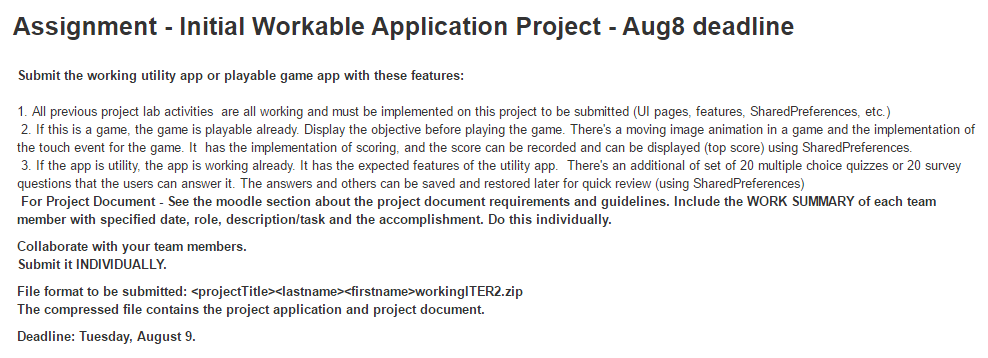 Assignment - Initial Workable Application Project - Aug8 deadline
Submit the working utility app or playable game app with these features:
1. All previous project lab activities  are all working and must be implemented on this project to be submitted (UI pages, features, SharedPreferences, etc.)
2. If this is a game, the game is playable already. Display the objective before playing the game. There's a moving image animation in a game and the implementation of
the touch event for the game. It  has the implementation of scoring, and the score can be recorded and can be displayed (top score) using SharedPreferences.
3. If the app is utility, the app is working already. It has the expected features of the utility app.  There's an additional of set of 20 multiple choice quizzes or 20 survey
questions that the users can answer it. The answers and others can be saved and restored later for quick review (using SharedPreferences)
For Project Document - See the moodle section about the project document requirements and guidelines. Include the WORK SUMMARY of each team
member with specified date, role, description/task and the accomplishment. Do this individually.
Collaborate with your team members.
Submit it INDIVIDUALLY.
File format to be submitted: <projectTitle><lastname><firstname>workingITER2.zip
The compressed file contains the project application and project document.
Deadline: Tuesday, August 9.